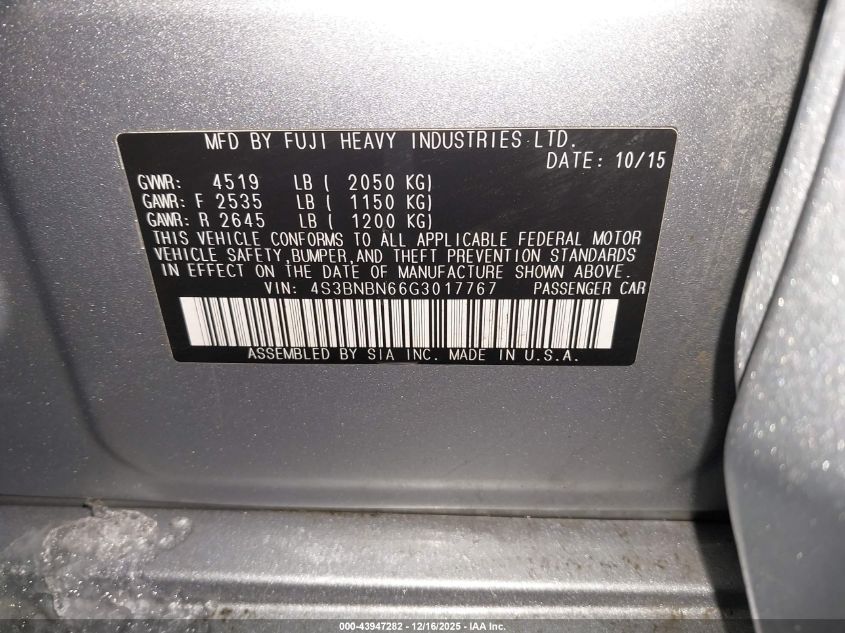 MFD BY FUJI HEAVY INDUSTRIES LTD.
DATE: 10/15
GVWR: 4519 LB ( 2050 KG)
GAWR: F 2535 LB ( 1150 KG)
GAWR: R 2645 LB ( 1200 KG)
THIS VEHICLE CONFORMS TO ALL APPLICABLE FEDERAL MOTOR
VEHICLE SAFETY,BUMPER,AND THEFT PREVENTION STANDARDS
IN EFFECT ON THE DATE OF MANUFACTURE SHOWN ABOVE.
VIN: 4S3BNBN66G3017767 PASSENGER CAR
ASSEMBLED BY SIA INC. MADE IN U.S.A.
000-43947282 - 12/16/2025 - IAA Inc.